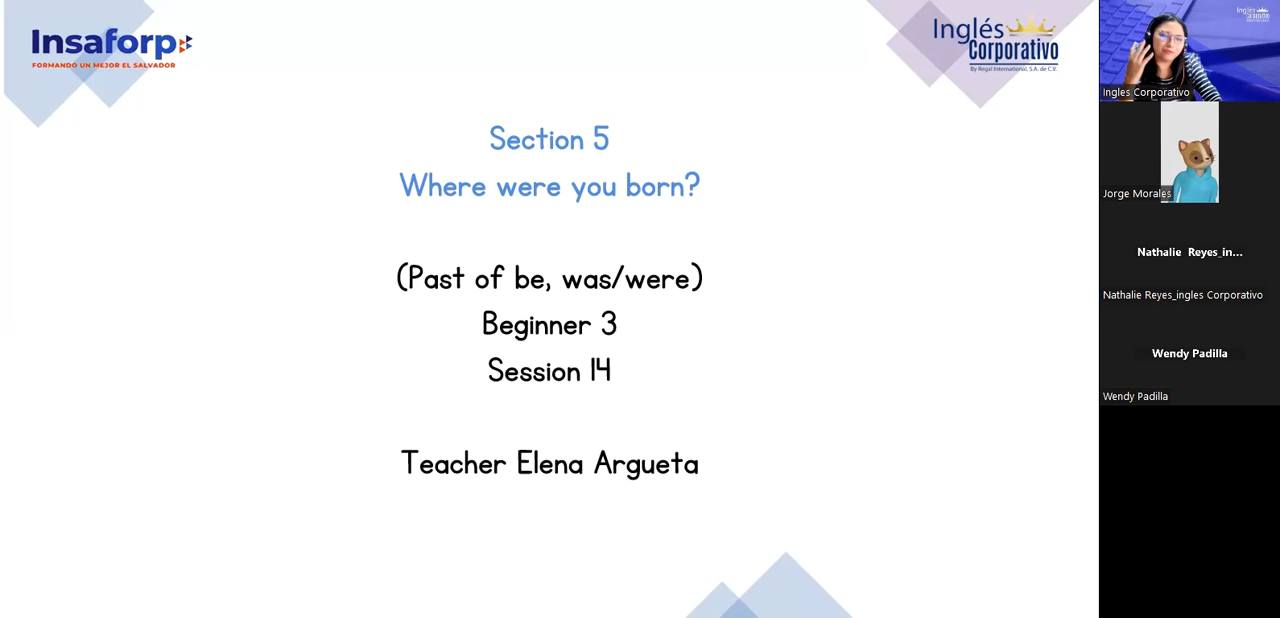 Insaforp
FORMANDO UN MEJOR EL SALVADOR
Inglés
Corporativo
By Regal International, S.A. de C.V.
Section 5
Where were you born?
(Past of be, was/were)
Beginner 3
Session 14
Teacher Elena Argueta
Inglés
Ingles Corporativo
Jorge Morales
Nathalie Reyes_in...
Nathalie Reyes_ingles Corporativo
Wendy Padilla
Wendy Padilla